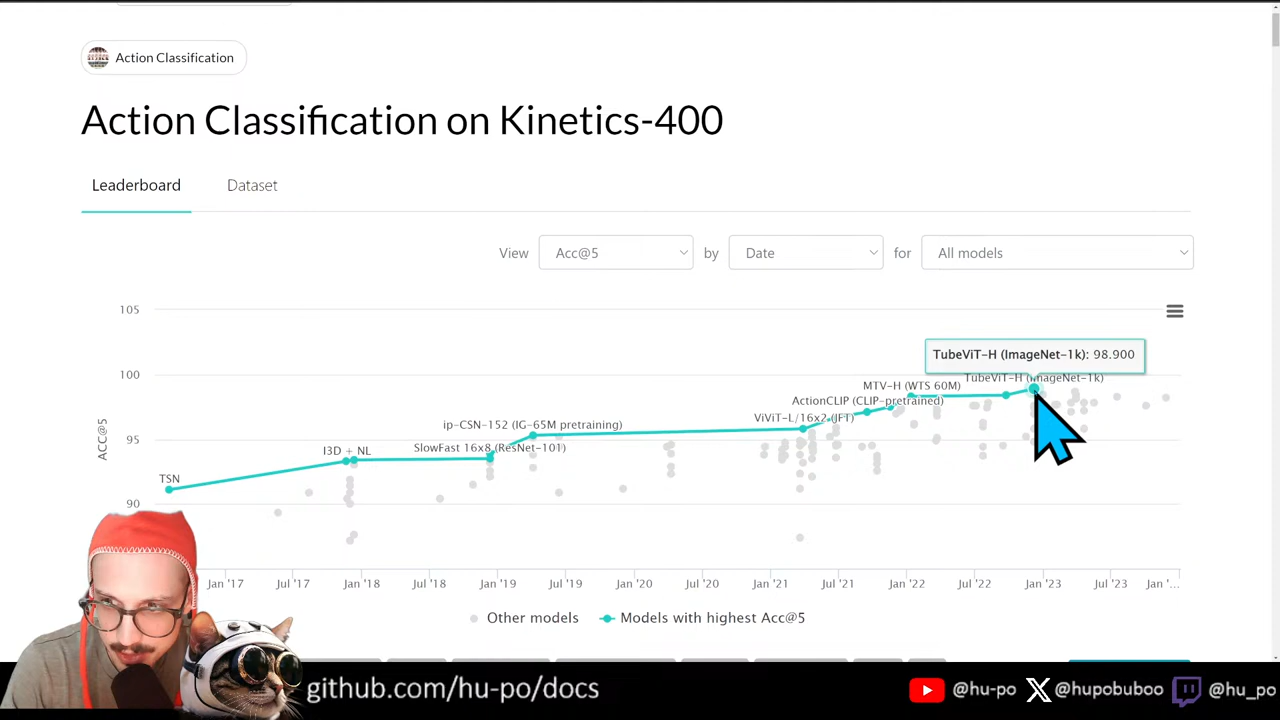 Action Classification
Action Classification on Kinetics-400
Leaderboard
Dataset
View Acc@5 by Date for All models
105
100
95
90
ACC@5
TubeViT-H (ImageNet-1k): 98.900
TubeViT-H (ImageNet-1k)
MTV-H (WTS 60M)
ActionCLIP (CLIP-pretrained)
ViViT-L/16x2 (JFT)
ip-CSN-152 (IG-65M pretraining)
SlowFast 16x8 (ResNet-101)
I3D + NL
TSN
Jan '17 Jul '17 Jan '18 Jul '18 Jan '19 Jul '19 Jan '20 Jul '20 Jan '21 Jul '21 Jan '22 Jul '22 Jan '23 Jul '23 Jan '...
Other models Models with highest Acc@5
github.com/hu-po/docs
@hu-po @hupobuboo @hu_po